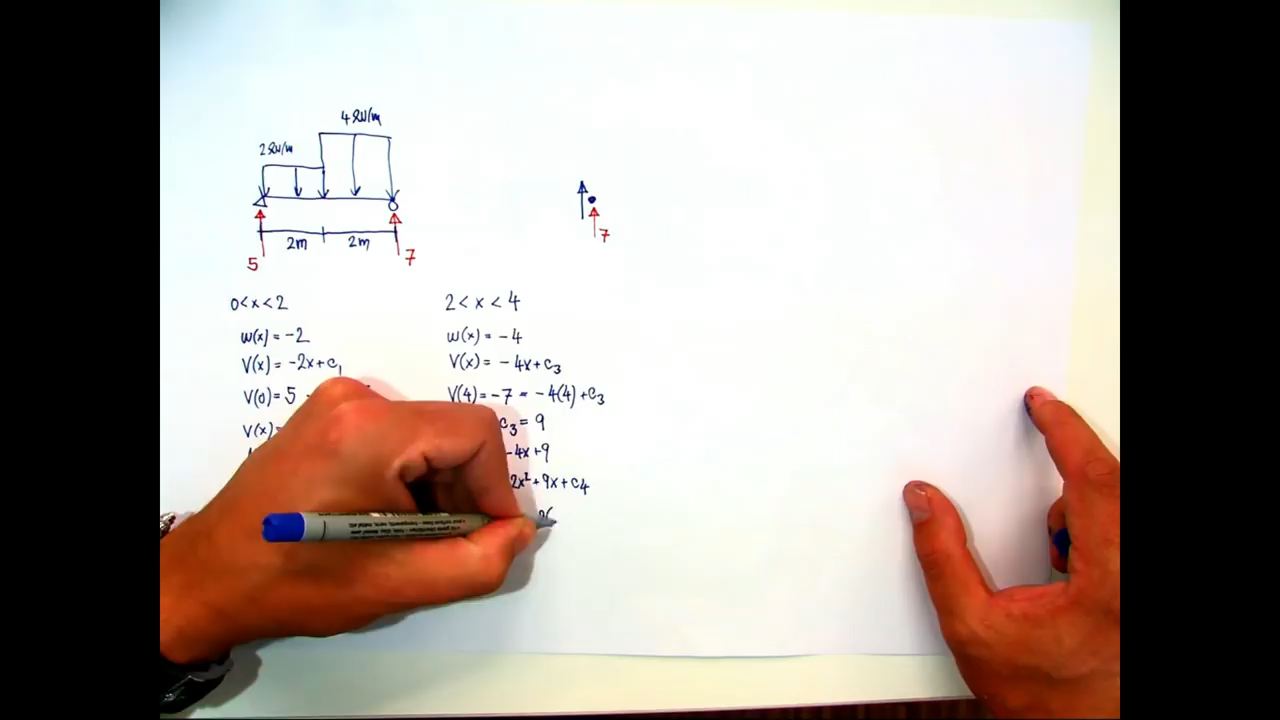 4 kN/m
2 kN/m
2m 2m
5
7
7
0<x<2
w(x) = -2
V(x) = -2x+c₁
V(0)= 5
V(x)=
2 < x < 4
w(x) = -4
V(x) = -4x+c₃
V(4) = -7 = -4(4)+c₃
c₃ = 9
-4x+9
2x²+9x+c₄